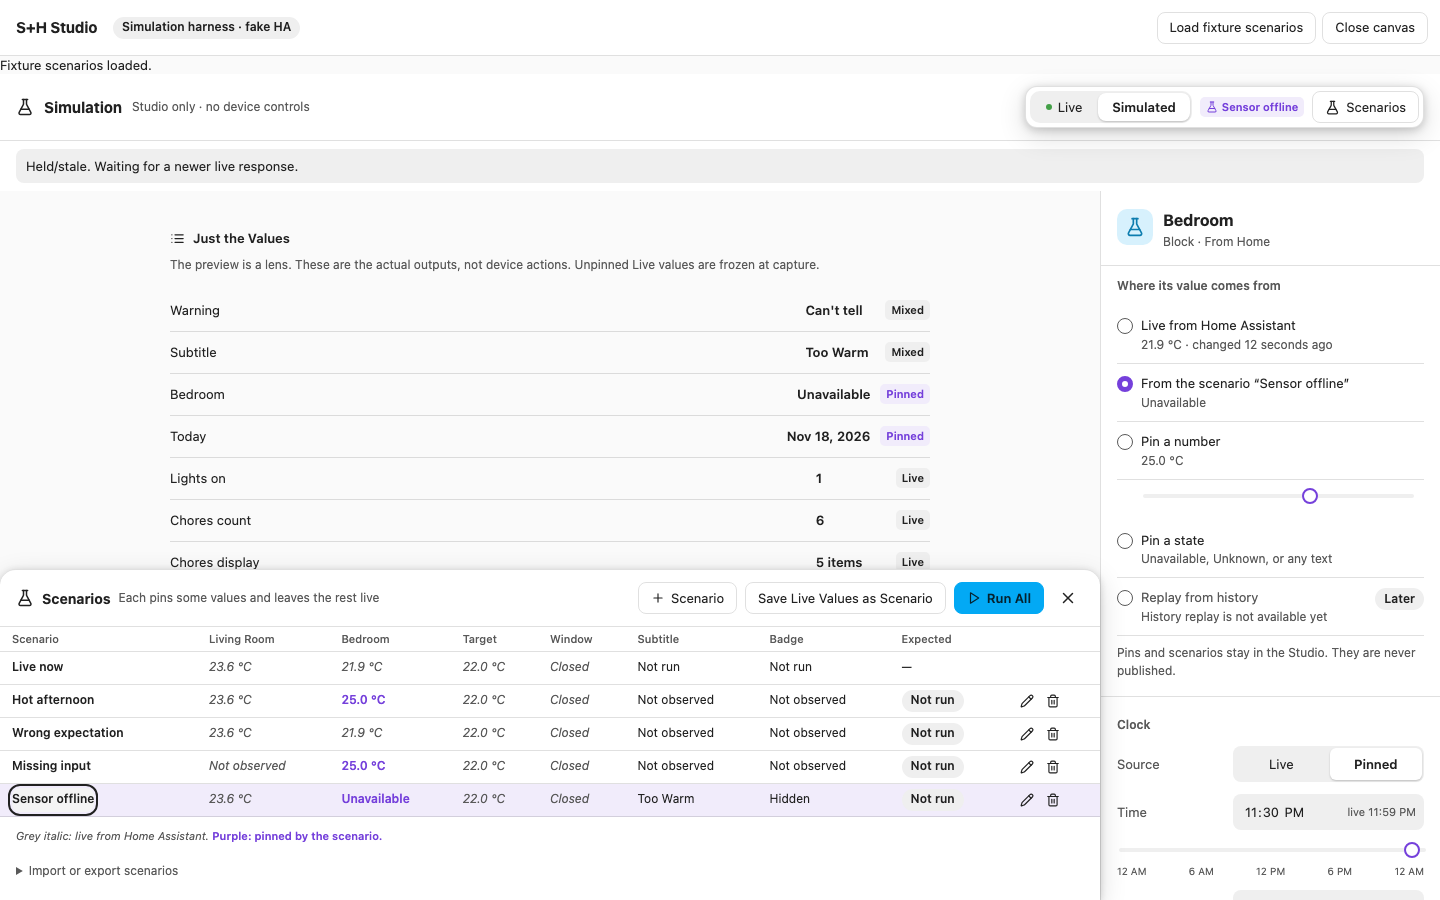 S+H Studio
Simulation harness · fake HA
Load fixture scenarios
Close canvas
Fixture scenarios loaded.
Simulation
Studio only · no device controls
Live
Simulated
Sensor offline
Scenarios
Held/stale. Waiting for a newer live response.
Just the Values
The preview is a lens. These are the actual outputs, not device actions. Unpinned Live values are frozen at capture.
Warning Can't tell Mixed
Subtitle Too Warm Mixed
Bedroom Unavailable Pinned
Today Nov 18, 2026 Pinned
Lights on 1 Live
Chores count 6 Live
Chores display 5 items Live
Scenarios
Each pins some values and leaves the rest live
+ Scenario
Save Live Values as Scenario
Run All
Scenario Living Room Bedroom Target Window Subtitle Badge Expected
Live now 23.6 °C 21.9 °C 22.0 °C Closed Not run Not run —
Hot afternoon 23.6 °C 25.0 °C 22.0 °C Closed Not observed Not observed Not run
Wrong expectation 23.6 °C 21.9 °C 22.0 °C Closed Not observed Not observed Not run
Missing input Not observed 25.0 °C 22.0 °C Closed Not observed Not observed Not run
Sensor offline 23.6 °C Unavailable 22.0 °C Closed Too Warm Hidden Not run
Grey italic: live from Home Assistant. Purple: pinned by the scenario.
Import or export scenarios
Bedroom
Block · From Home
Where its value comes from
Live from Home Assistant
21.9 °C · changed 12 seconds ago
From the scenario “Sensor offline”
Unavailable
Pin a number
25.0 °C
Pin a state
Unavailable, Unknown, or any text
Replay from history Later
History replay is not available yet
Pins and scenarios stay in the Studio. They are never
published.
Clock
Source Live Pinned
Time 11:30 PM live 11:59 PM
12 AM 6 AM 12 PM 6 PM 12 AM